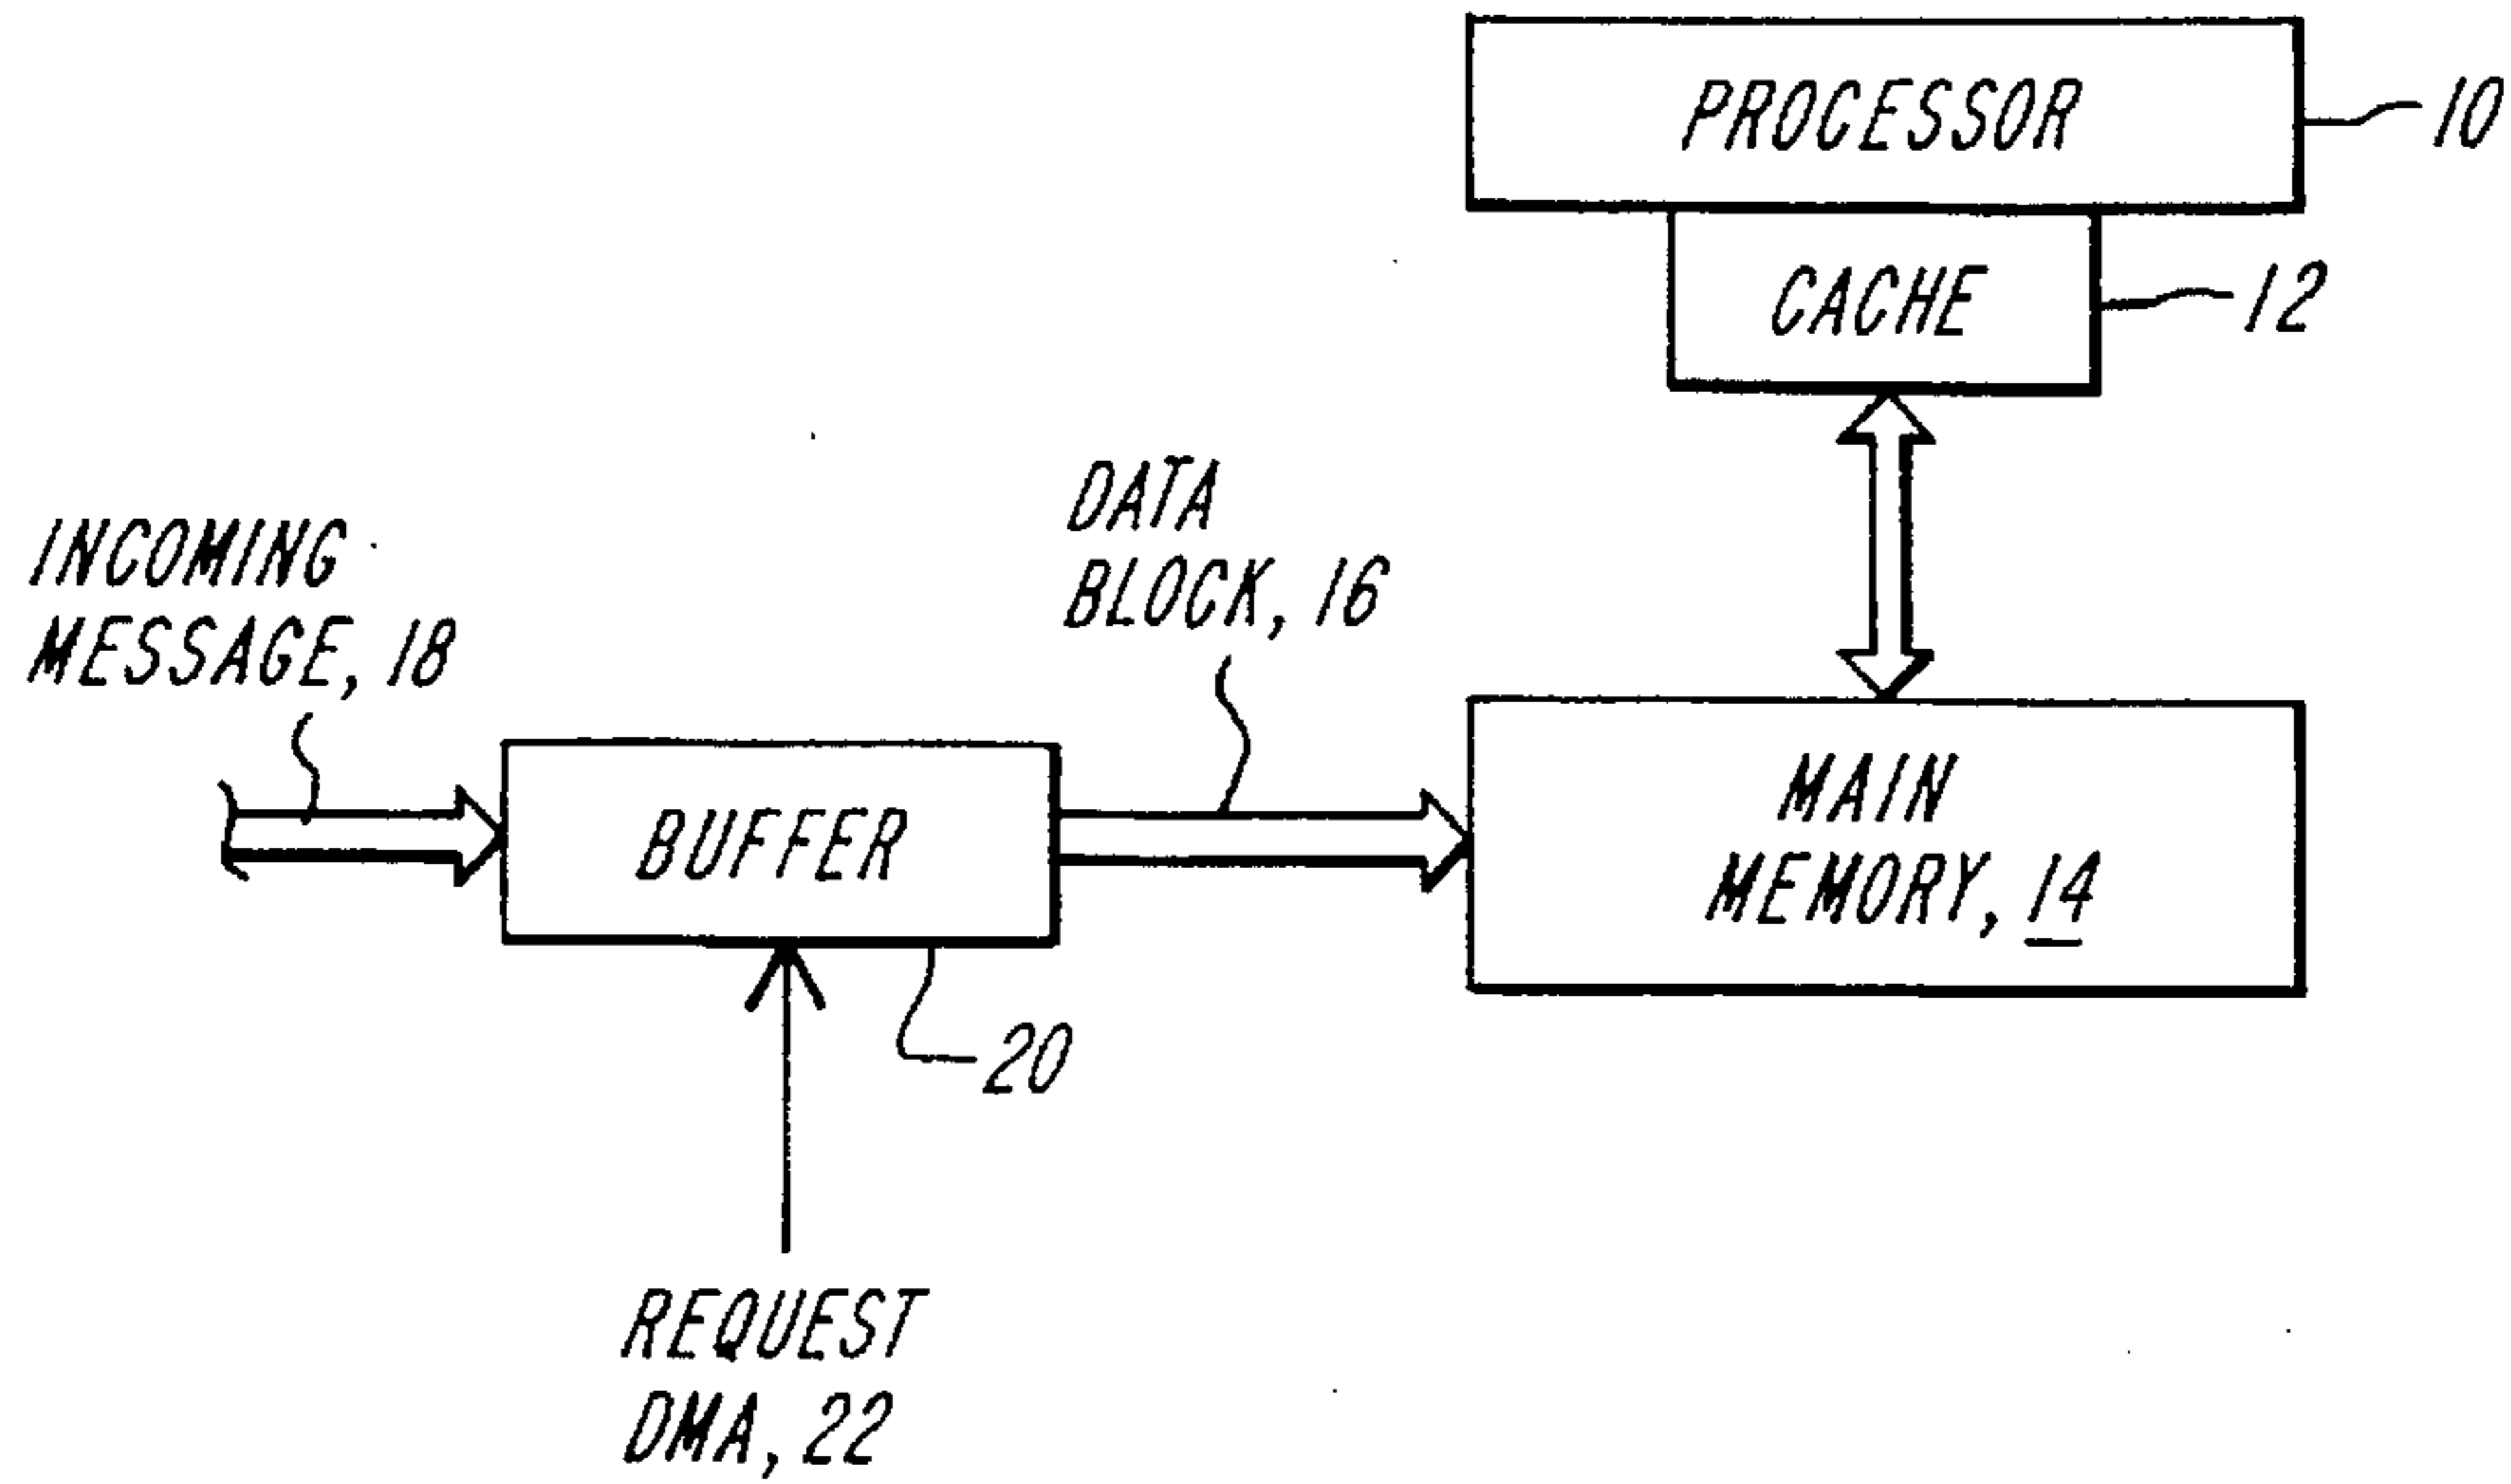 PROCESSOR
10
CACHE
12
DATA
BLOCK, 16
INCOMING
MESSAGE, 18
MAIN
MEMORY, 14
BUFFER
20
REQUEST
DMA, 22